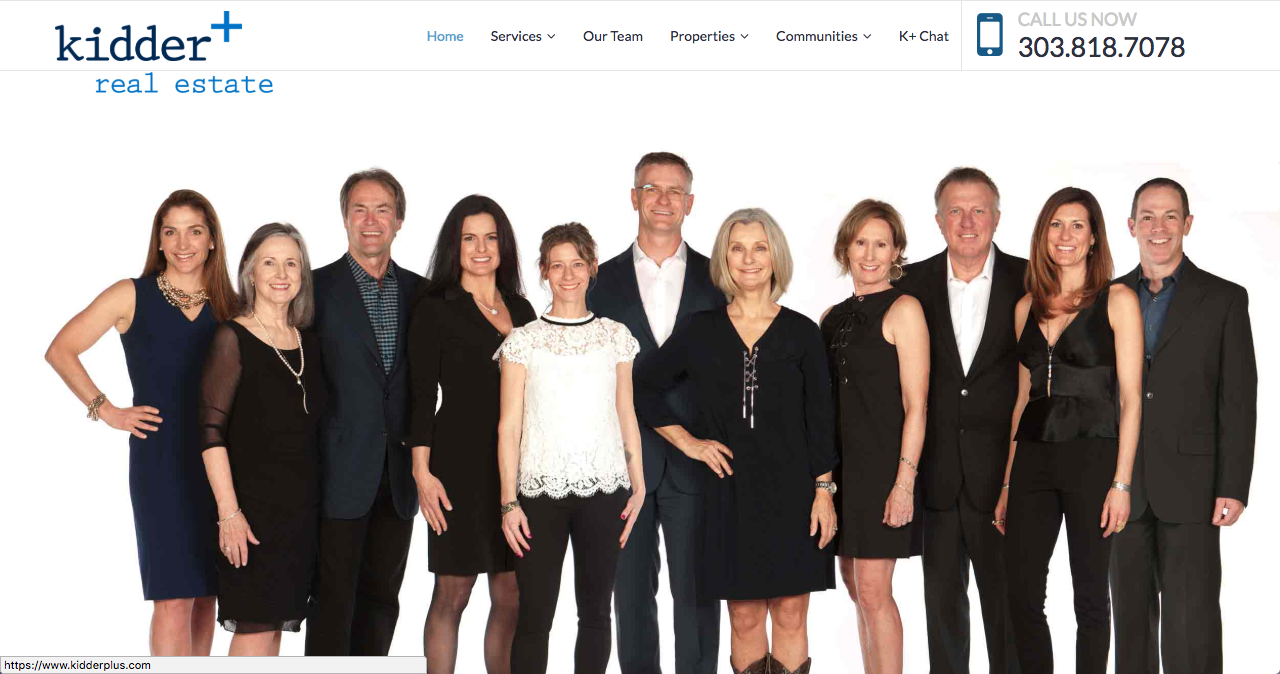 kidder+
real estate
Home Services Our Team Properties Communities K+ Chat
CALL US NOW
303.818.7078
https://www.kidderplus.com